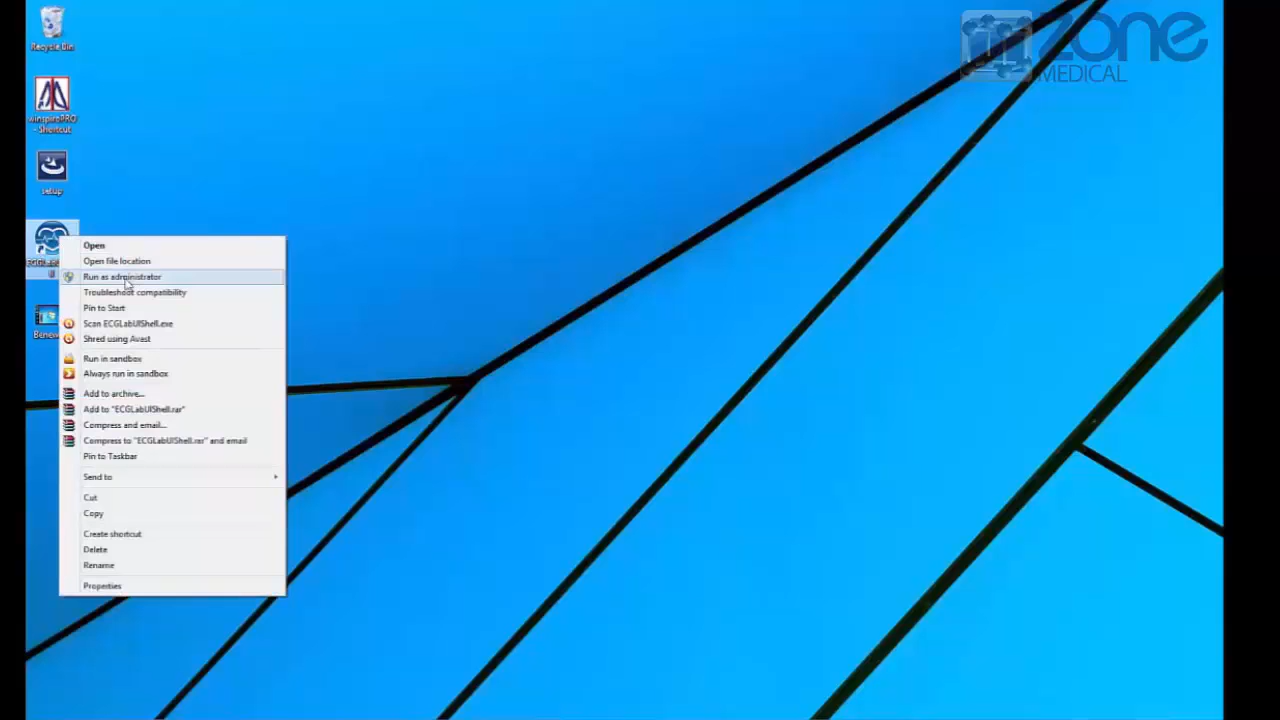 zone
MEDICAL
Recycle Bin
winspirePRO
- Shortcut
setup
Open
Open file location
Run as administrator
Troubleshoot compatibility
Pin to Start
Scan ECGLabUIShell.exe
Shred using Avast
Run in sandbox
Always run in sandbox
Add to archive...
Add to "ECGLabUIShell.rar"
Compress and email...
Compress to "ECGLabUIShell.rar" and email
Pin to Taskbar
Send to
Cut
Copy
Create shortcut
Delete
Rename
Properties